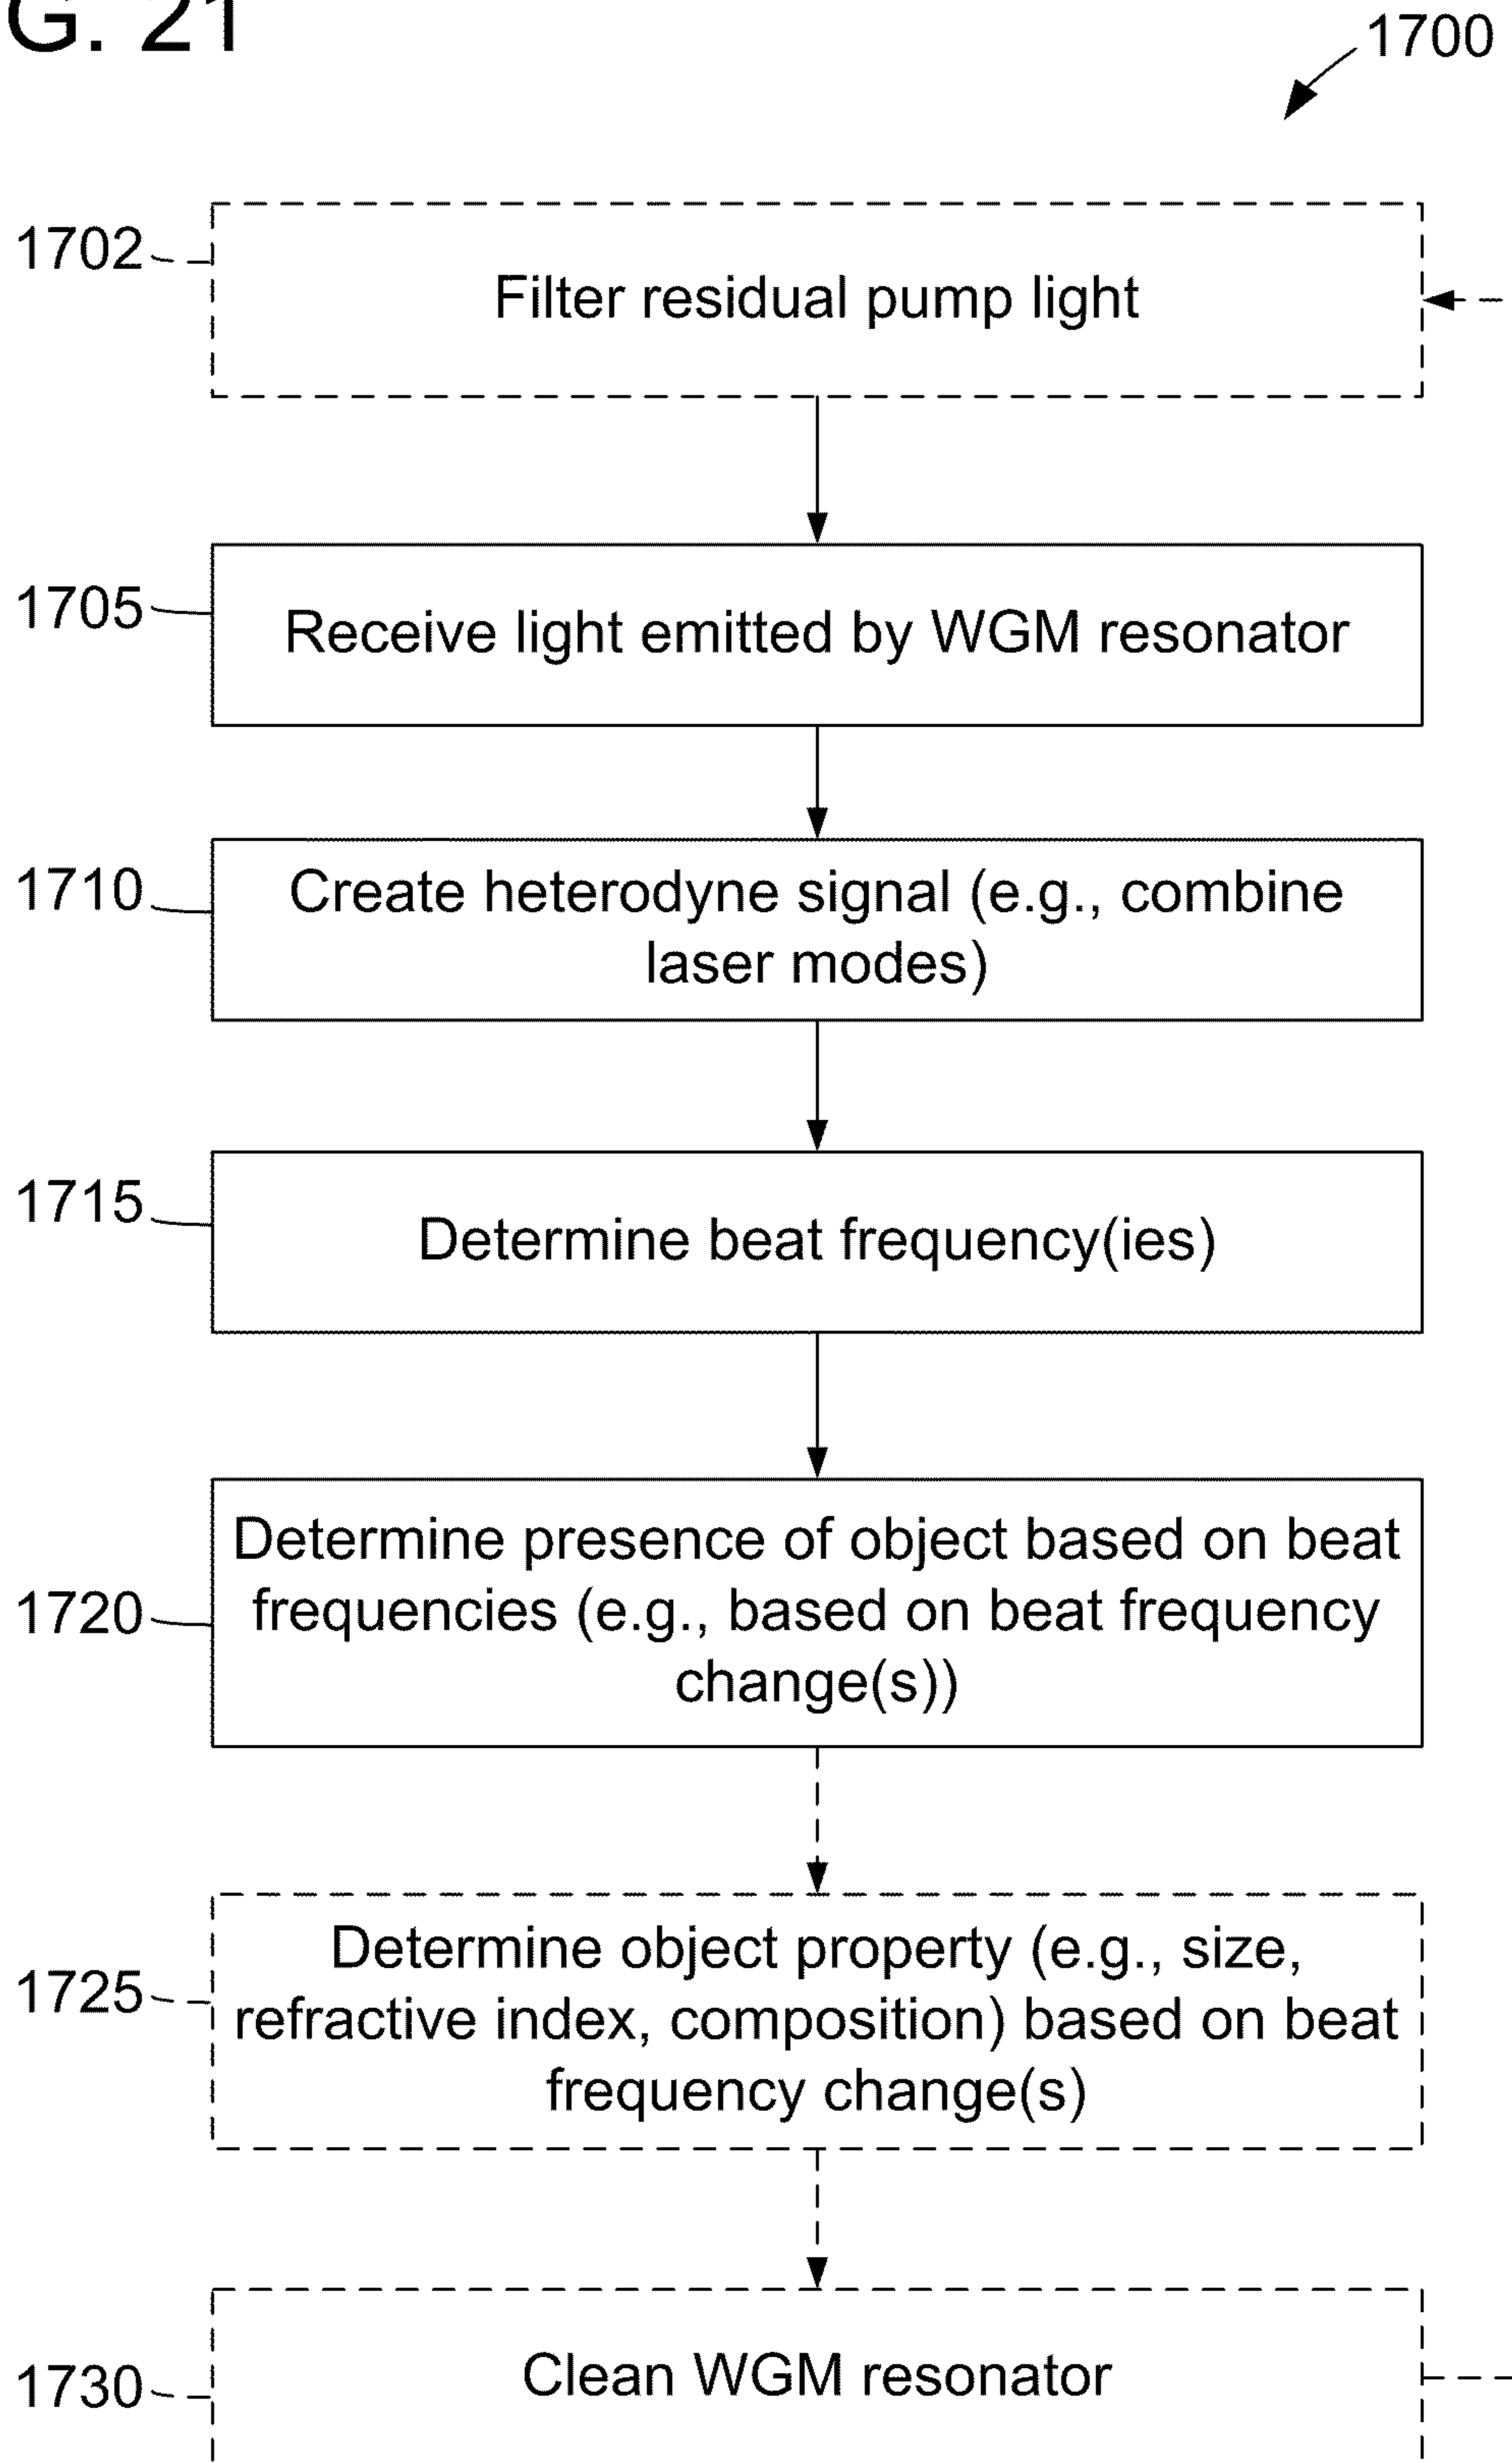 G. 21
1700
1702
Filter residual pump light
1705
Receive light emitted by WGM resonator
1710
Create heterodyne signal (e.g., combine
laser modes)
1715
Determine beat frequency(ies)
Determine presence of object based on beat
1720
frequencies (e.g., based on beat frequency
change(s))
Determine object property (e.g., size,
1725
refractive index, composition) based on beat
frequency change(s)
1730
Clean WGM resonator